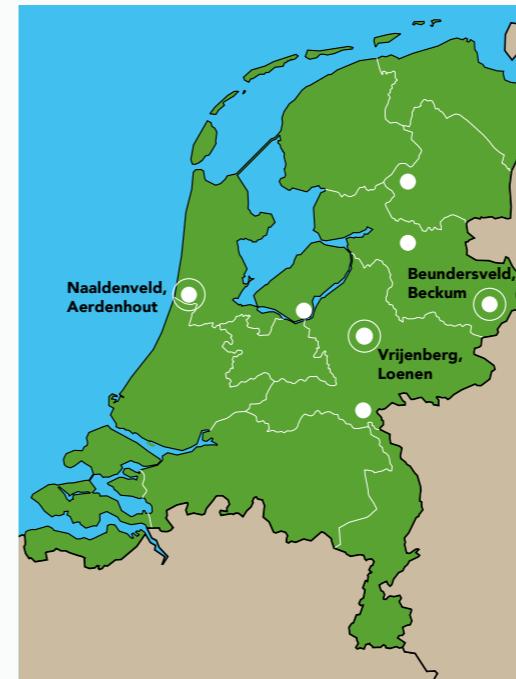 Naaldenveld,
Aerdenhout
Beundersveld,
Beckum
Vrijenberg,
Loenen